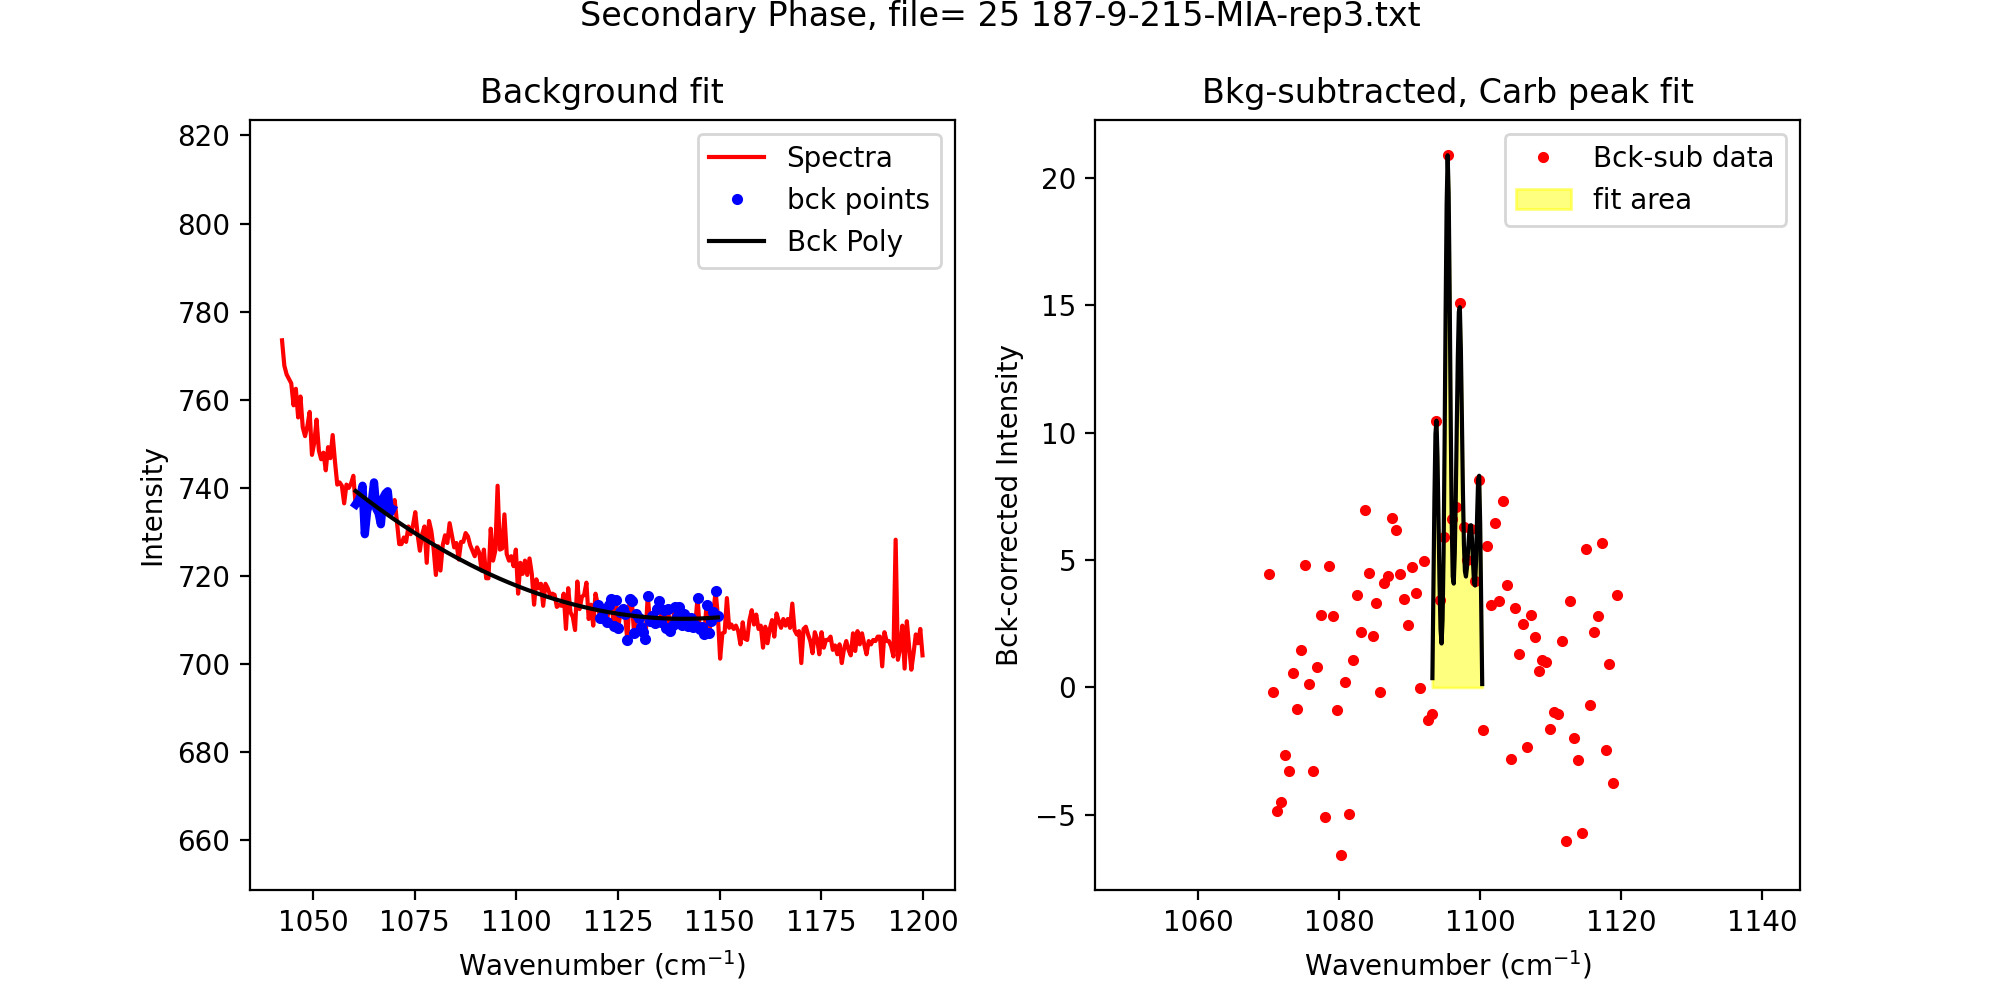 Secondary Phase, file= 25 187-9-215-MIA-rep3.txt
Background fit
820
800
780
760
740
720
700
680
660
Intensity
Spectra
bck points
Bck Poly
1050 1075 1100 1125 1150 1175 1200
Wavenumber (cm⁻¹)
Bkg-subtracted, Carb peak fit
20
15
10
5
0
−5
Bck-corrected Intensity
Bck-sub data
fit area
1060 1080 1100 1120 1140
Wavenumber (cm⁻¹)